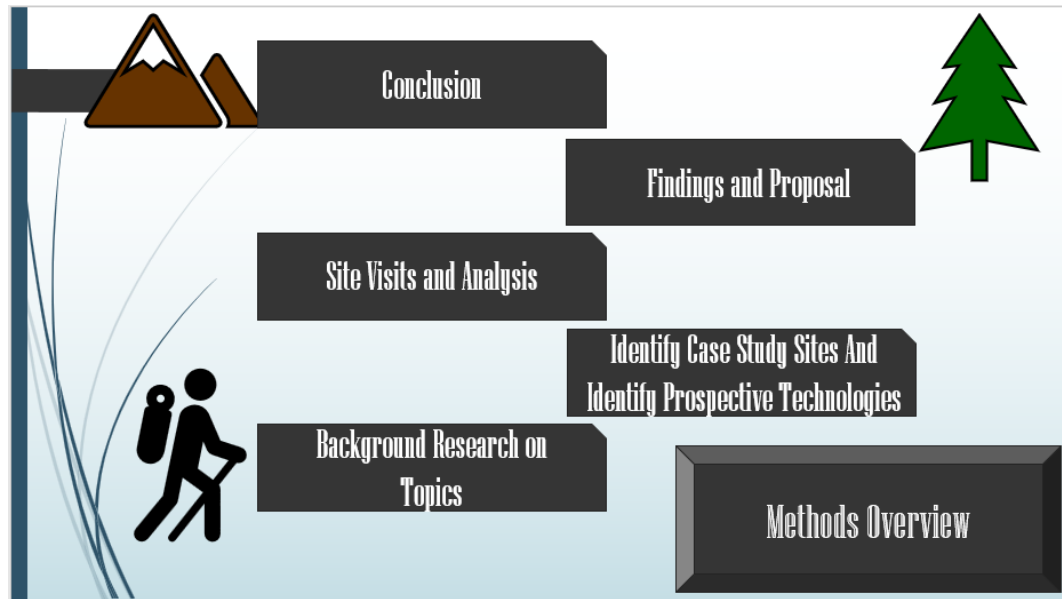 Conclusion
Findings and Proposal
Site Visits and Analysis
Identify Case Study Sites And
Identify Prospective Technologies
Background Research on
Topics
Methods Overview